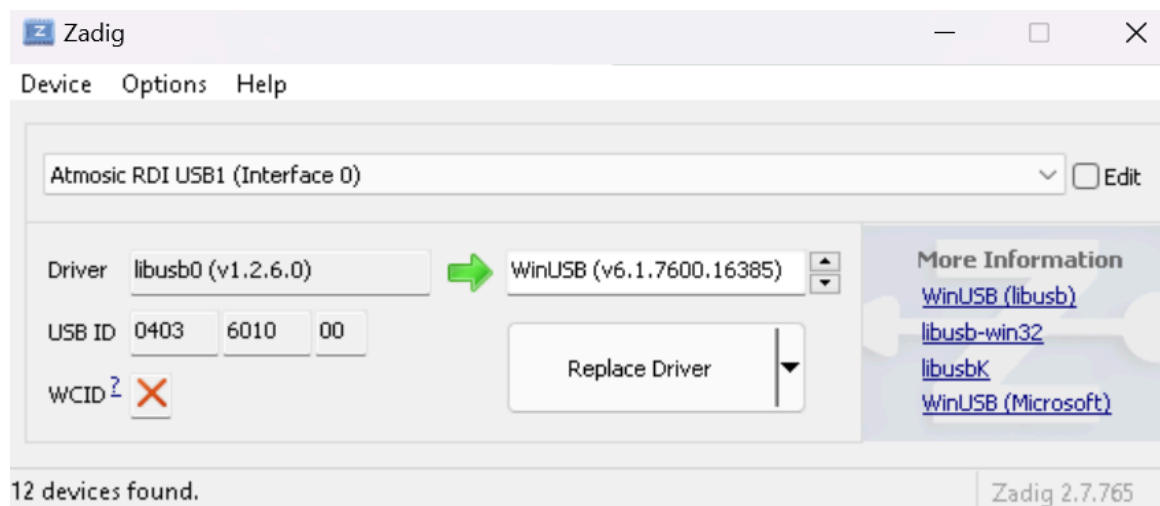 Zadig
Device Options Help
Atmosic RDI USB1 (Interface 0)
Edit
Driver libusb0 (v1.2.6.0) WinUSB (v6.1.7600.16385)
USB ID 0403 6010 00
WCID ?
Replace Driver
More Information
WinUSB (libusb)
libusb-win32
libusbK
WinUSB (Microsoft)
12 devices found.
Zadig 2.7.765